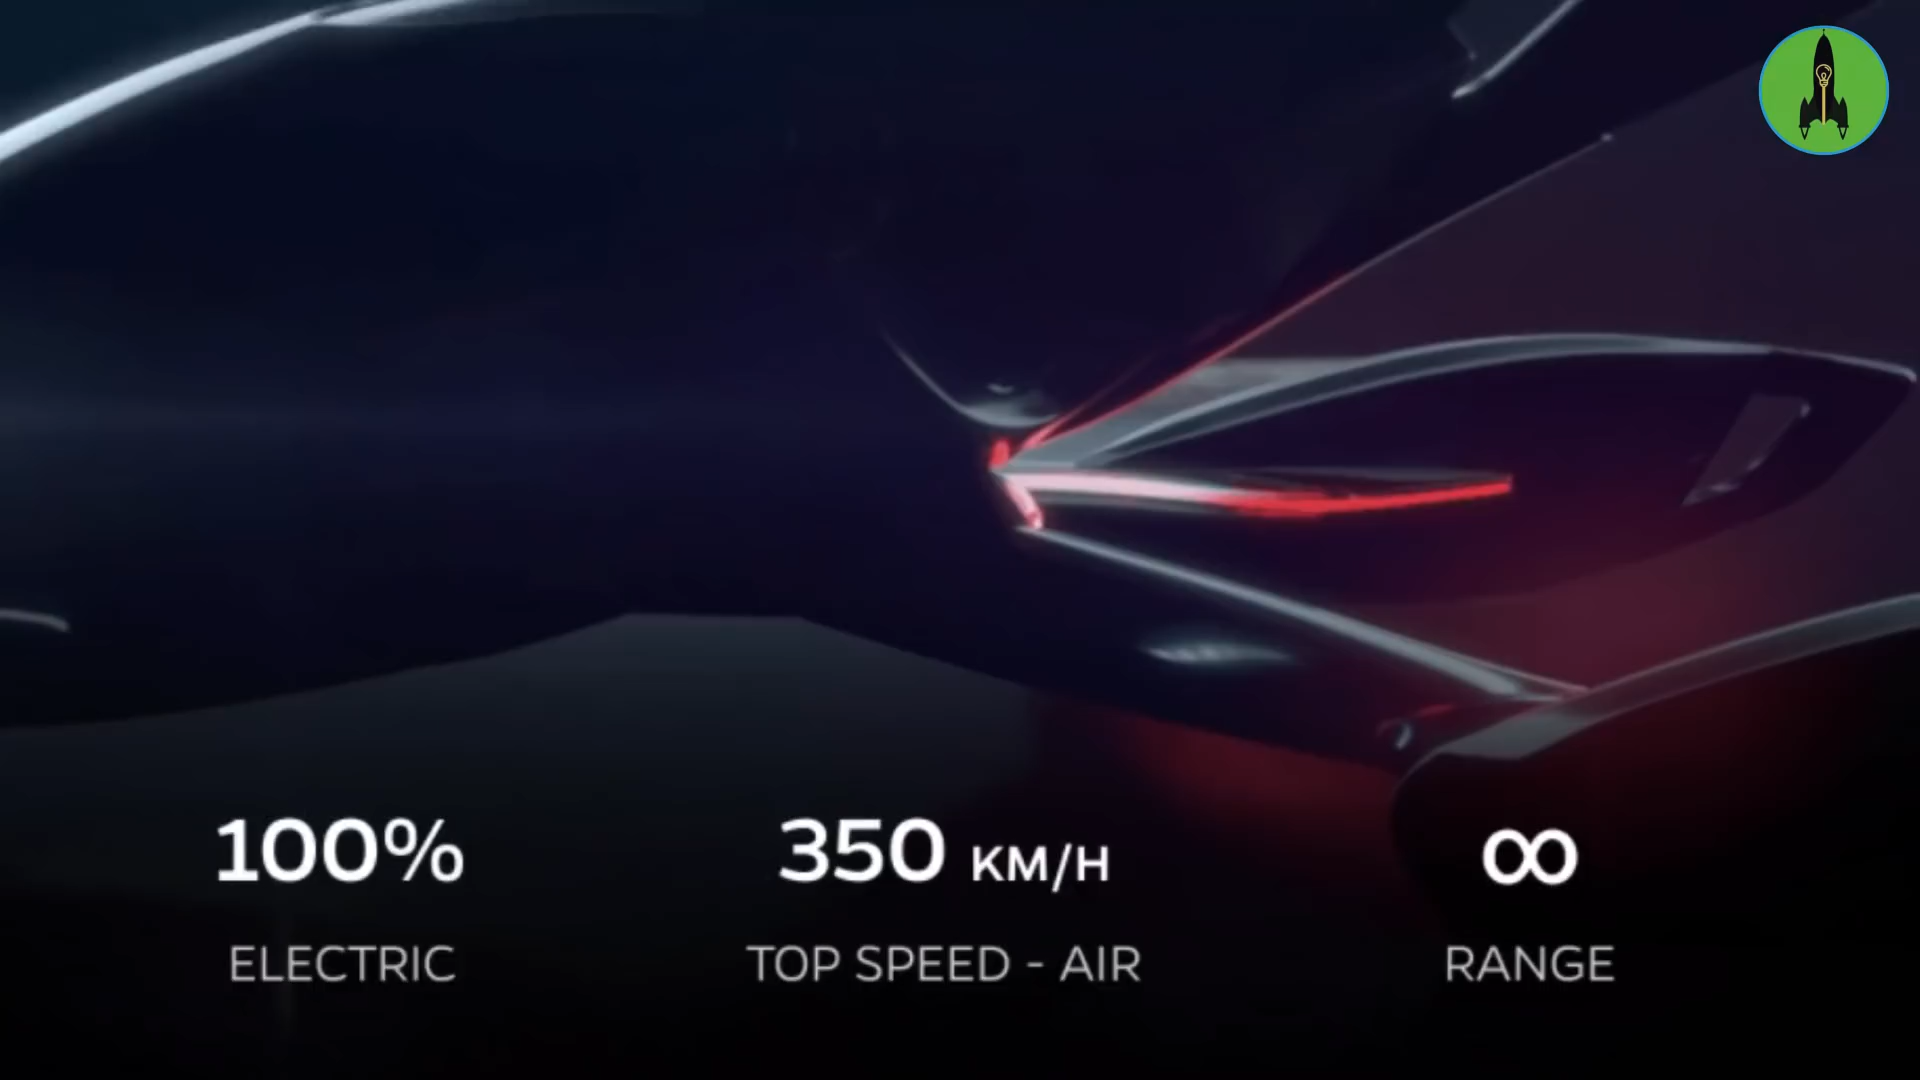 100%
350 KM/H
∞
ELECTRIC
TOP SPEED - AIR
RANGE